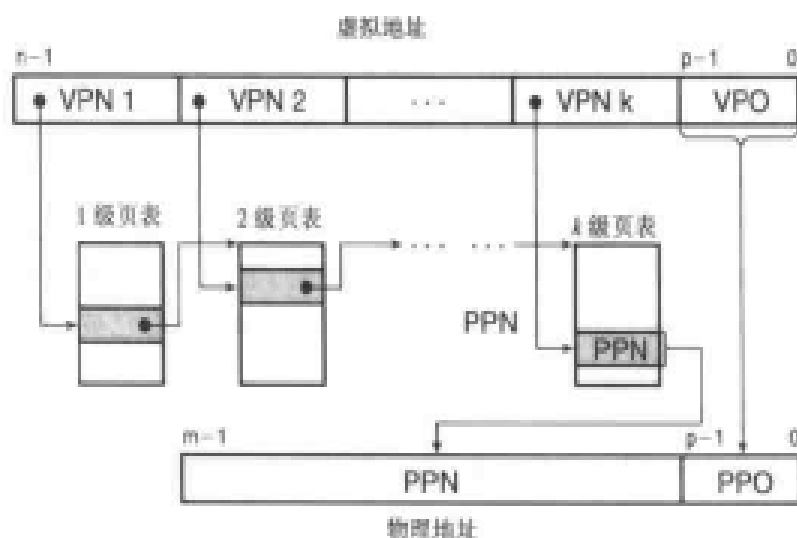 虚拟地址
n-1 p-1 0
VPN 1 VPN 2 ... VPN k VPO
1级页表 2级页表 ... ... k级页表
PPN PPN
m-1 p-1 0
PPN PPO
物理地址